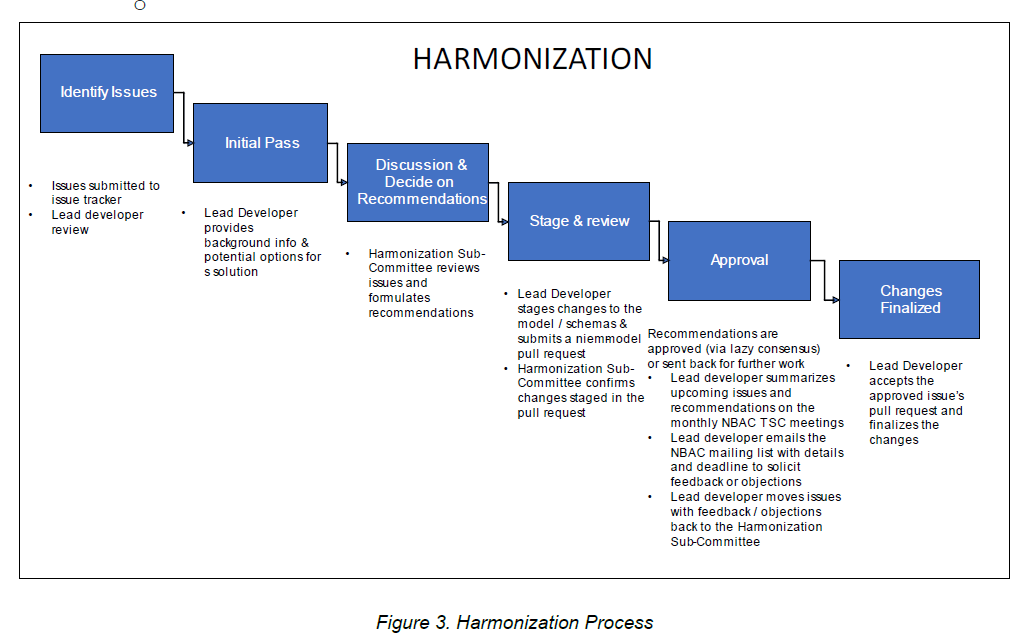 HARMONIZATION
Identify Issues
• Issues submitted to
issue tracker
• Lead developer
review
Initial Pass
• Lead Developer
provides
background info &
potential options for
s solution
Discussion &
Decide on
Recommendations
• Harmonization Sub-
Committee reviews
issues and
formulates
recommendations
Stage & review
• Lead Developer
stages changes to the
model / schemas &
submits a niemmodel
pull request
• Harmonization Sub-
Committee confirms
changes staged in the
pull request
Approval
Recommendations are
approved (via lazy consensus)
or sent back for further work
• Lead developer summarizes
upcoming issues and
recommendations on the
monthly NBAC TSC meetings
• Lead developer emails the
NBAC mailing list with details
and deadline to solicit
feedback or objections
• Lead developer moves issues
with feedback / objections
back to the Harmonization
Sub-Committee
Changes
Finalized
• Lead Developer
accepts the
approved issue's
pull request and
finalizes the
changes
Figure 3. Harmonization Process